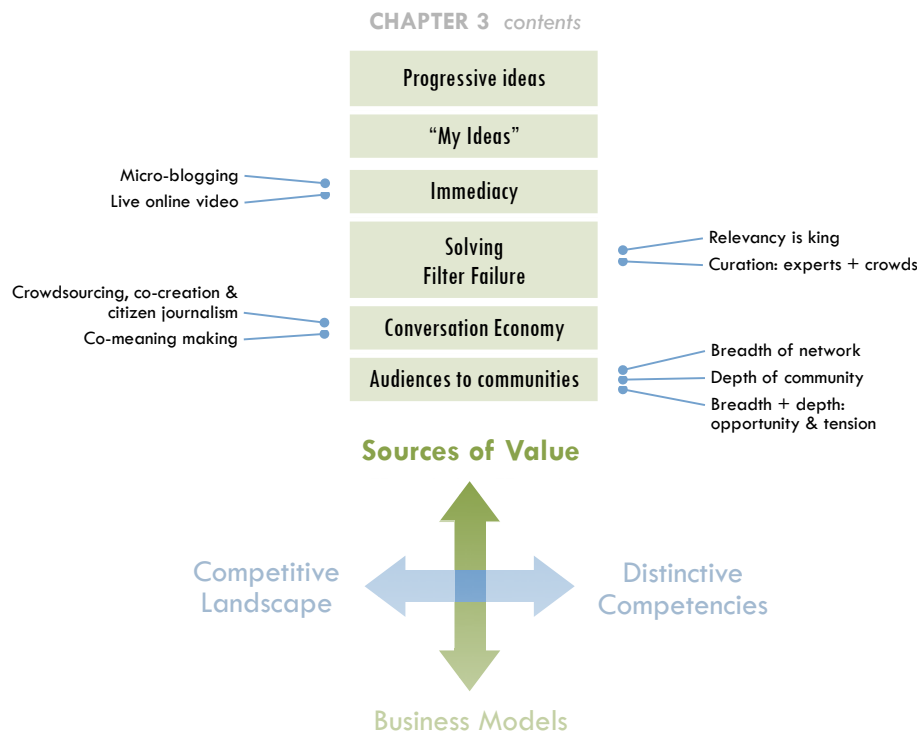 CHAPTER 3 contents
Progressive ideas
“My Ideas”
Micro-blogging
Live online video
Immediacy
Solving
Filter Failure
Relevancy is king
Curation: experts + crowds
Crowdsourcing, co-creation &
citizen journalism
Co-meaning making
Conversation Economy
Audiences to communities
Breadth of network
Depth of community
Breadth + depth:
opportunity & tension
Sources of Value
Competitive
Landscape
Distinctive
Competencies
Business Models